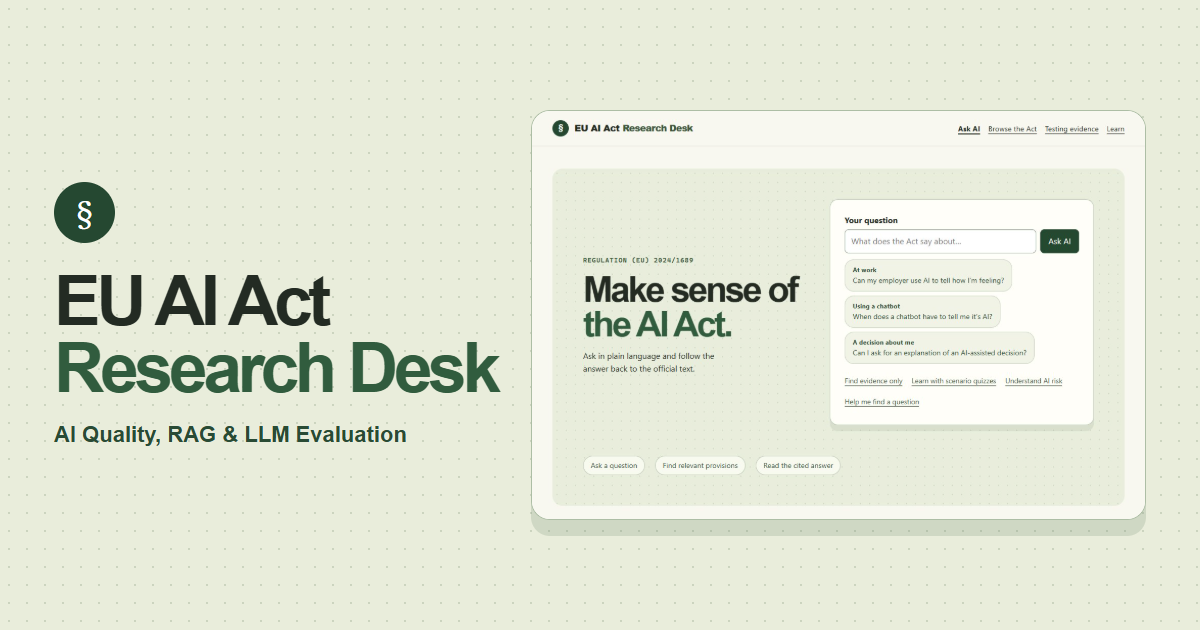 §
EU AI Act
Research Desk
AI Quality, RAG & LLM Evaluation
§ EU AI Act Research Desk
Ask AI Browse the Act Testing evidence Learn
REGULATION (EU) 2024/1689
Make sense of
the AI Act.
Ask in plain language and follow the
answer back to the official text.
Your question
What does the Act say about...
Ask AI
At work
Can my employer use AI to tell how I'm feeling?
Using a chatbot
When does a chatbot have to tell me it's AI?
A decision about me
Can I ask for an explanation of an AI-assisted decision?
Find evidence only Learn with scenario quizzes Understand AI risk
Help me find a question
Ask a question Find relevant provisions Read the cited answer